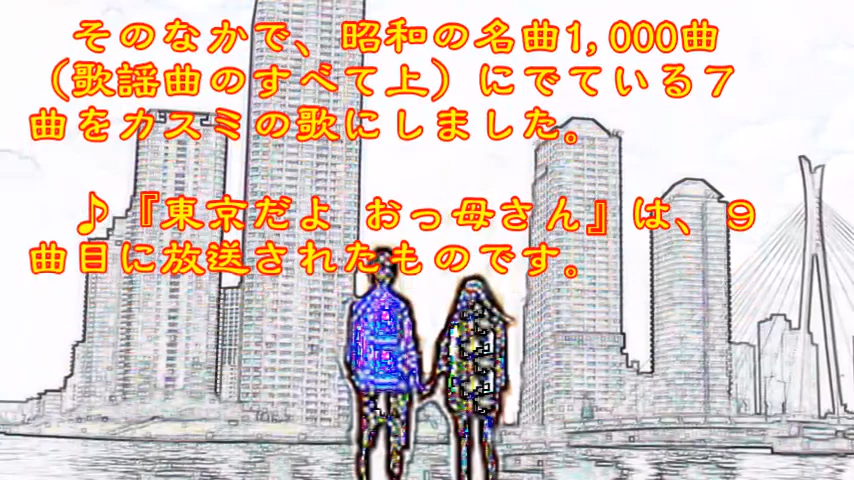 そのなかで、昭和の名曲1,000曲
（歌謡曲のすべて上）にでている７
曲をカスミの歌にしました。
♪『東京だよ おっ母さん』は、９
曲目に放送されたものです。